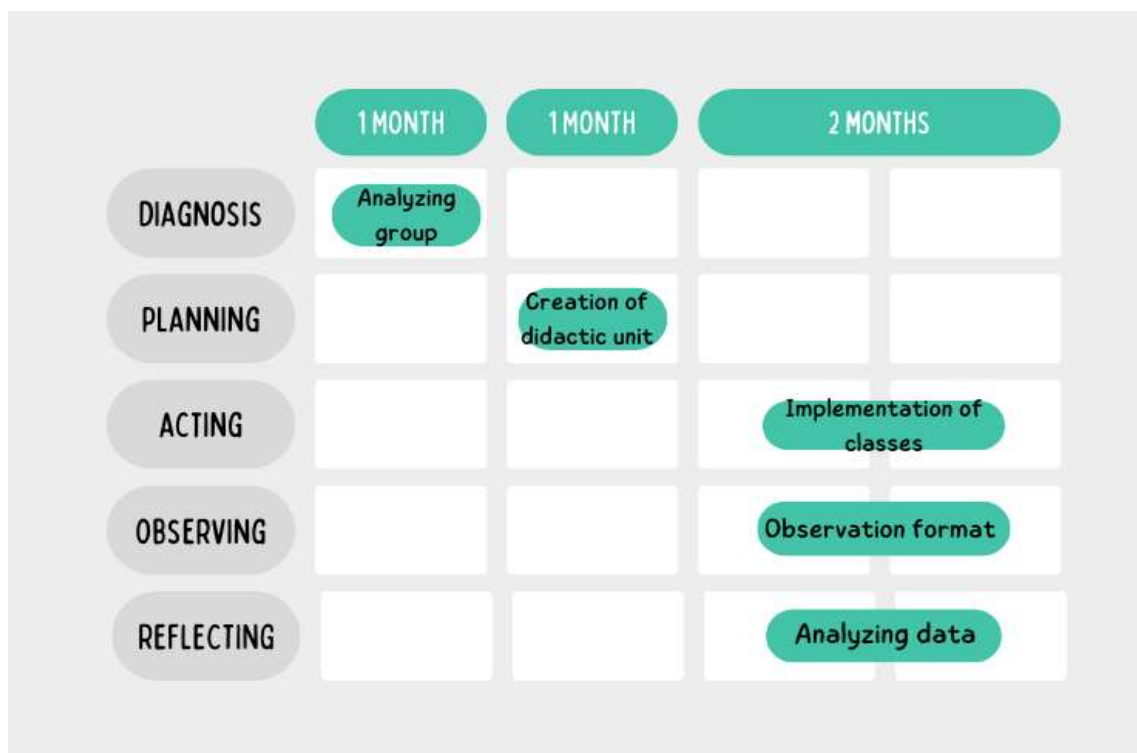 1 MONTH 1 MONTH 2 MONTHS
DIAGNOSIS
Analyzing
group
PLANNING
Creation of
didactic unit
ACTING
Implementation of
classes
OBSERVING
Observation format
REFLECTING
Analyzing data